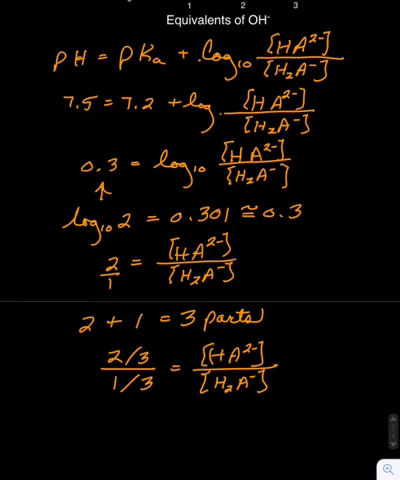 1 2 3
Equivalents of OH⁻
pH = pKa + log₁₀ [HA²⁻]/[H₂A⁻]
7.5 = 7.2 + log. [HA²⁻]/[H₂A⁻]
0.3 = log₁₀ [HA²⁻]/[H₂A⁻]
↑
log₁₀ 2 = 0.301 ≅ 0.3
2/1 = [HA²⁻]/[H₂A⁻]
2 + 1 = 3 parts
2/3 / 1/3 = [HA²⁻]/[H₂A⁻]